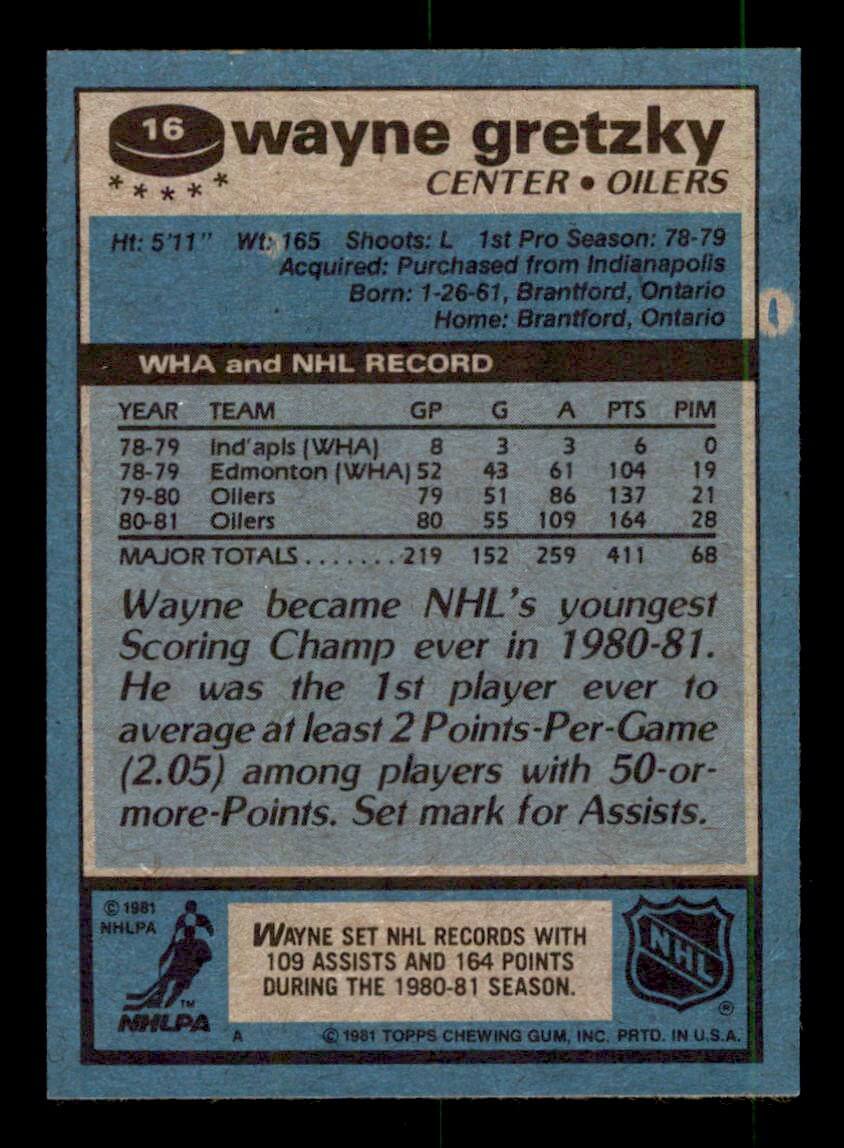 16 wayne gretzky
* * * * *
CENTER • OILERS
Ht: 5'11" Wt: 165 Shoots: L 1st Pro Season: 78-79
Acquired: Purchased from Indianapolis
Born: 1-26-61, Brantford, Ontario
Home: Brantford, Ontario
WHA and NHL RECORD
YEAR TEAM GP G A PTS PIM
78-79 Ind'apls (WHA) 8 3 3 6 0
78-79 Edmonton (WHA) 52 43 61 104 19
79-80 Oilers 79 51 86 137 21
80-81 Oilers 80 55 109 164 28
MAJOR TOTALS ....... 219 152 259 411 68
Wayne became NHL's youngest
Scoring Champ ever in 1980-81.
He was the 1st player ever to
average at least 2 Points-Per-Game
(2.05) among players with 50-or-
more-Points. Set mark for Assists.
© 1981
NHLPA
TM
NHLPA
WAYNE SET NHL RECORDS WITH
109 ASSISTS AND 164 POINTS
DURING THE 1980-81 SEASON.
NHL
®
A © 1981 TOPPS CHEWING GUM, INC. PRTD. IN U.S.A.